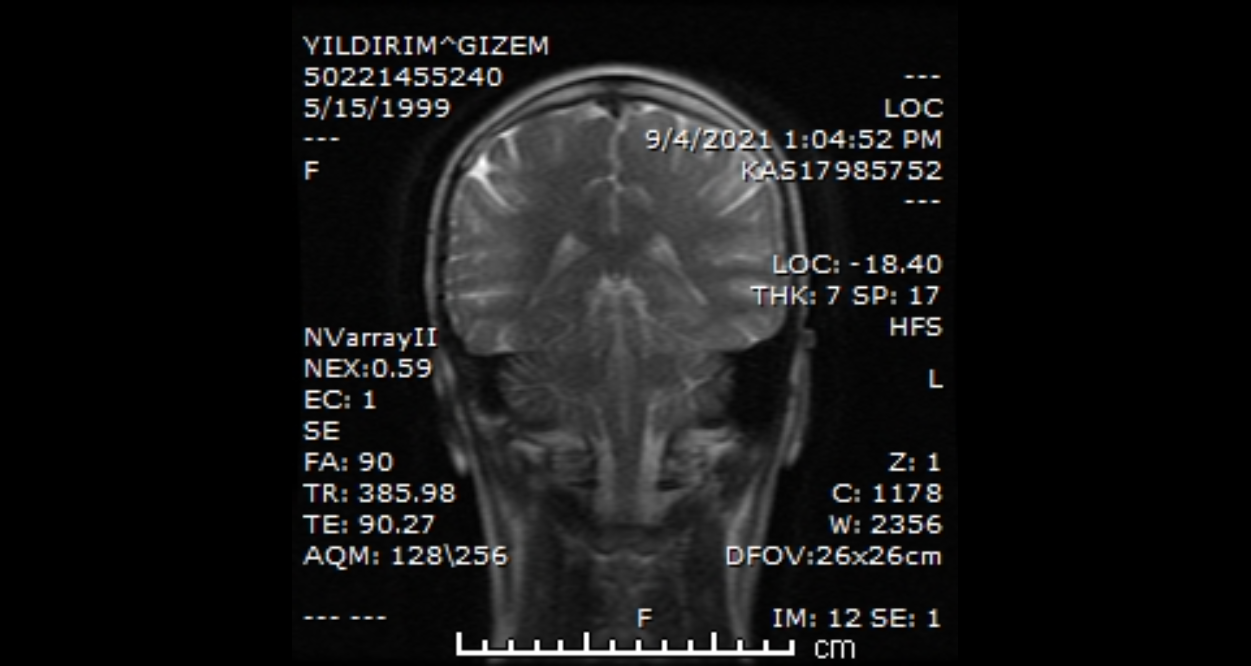 YILDIRIM^GIZEM
50221455240
5/15/1999
---
F
---
LOC
9/4/2021 1:04:52 PM
KAS17985752
---
LOC: -18.40
THK: 7 SP: 17
HFS
L
NVarrayII
NEX:0.59
EC: 1
SE
FA: 90
TR: 385.98
TE: 90.27
AQM: 128\256
--- ---
Z: 1
C: 1178
W: 2356
DFOV:26x26cm
F
IM: 12 SE: 1
cm